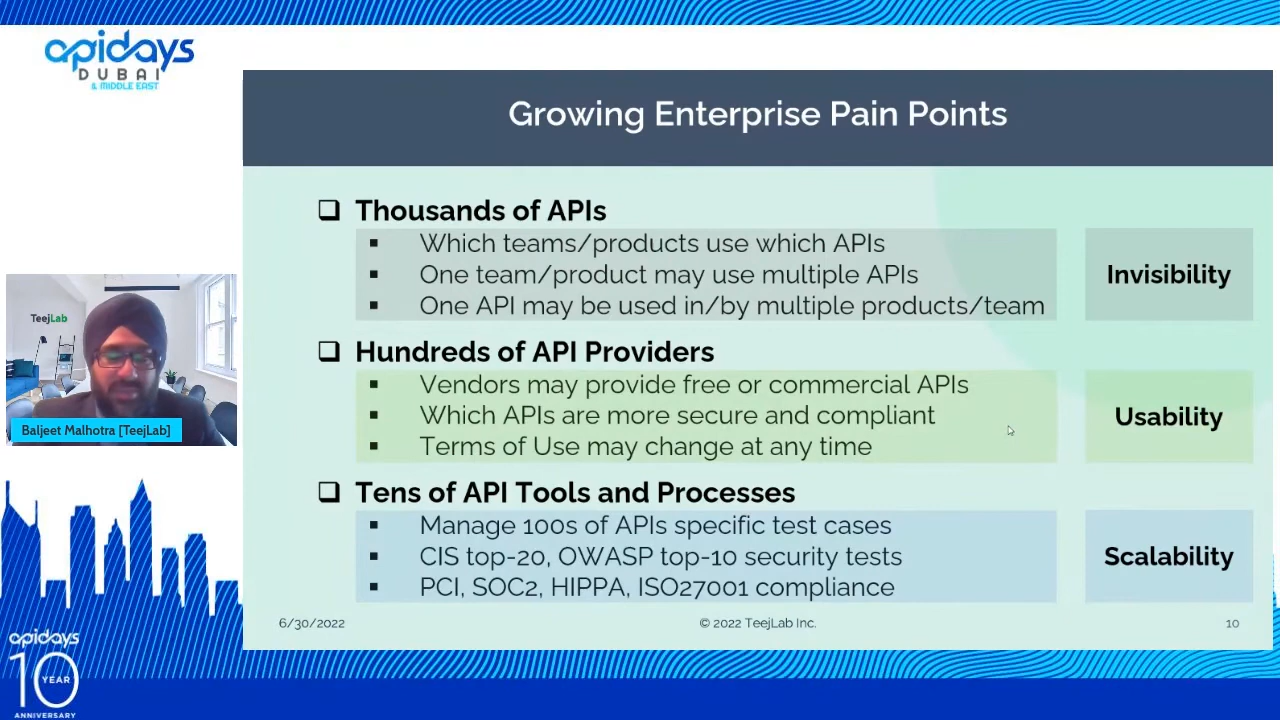 apidays
DUBAI
& MIDDLE EAST
Growing Enterprise Pain Points
❑ Thousands of APIs
▪ Which teams/products use which APIs
▪ One team/product may use multiple APIs
▪ One API may be used in/by multiple products/team
Invisibility
❑ Hundreds of API Providers
▪ Vendors may provide free or commercial APIs
▪ Which APIs are more secure and compliant
▪ Terms of Use may change at any time
Usability
❑ Tens of API Tools and Processes
▪ Manage 100s of APIs specific test cases
▪ CIS top-20, OWASP top-10 security tests
▪ PCI, SOC2, HIPPA, ISO27001 compliance
Scalability
6/30/2022
© 2022 TeejLab Inc.
10
TeejLab
Baljeet Malhotra [TeejLab]
apidays
10
YEAR
ANNIVERSARY